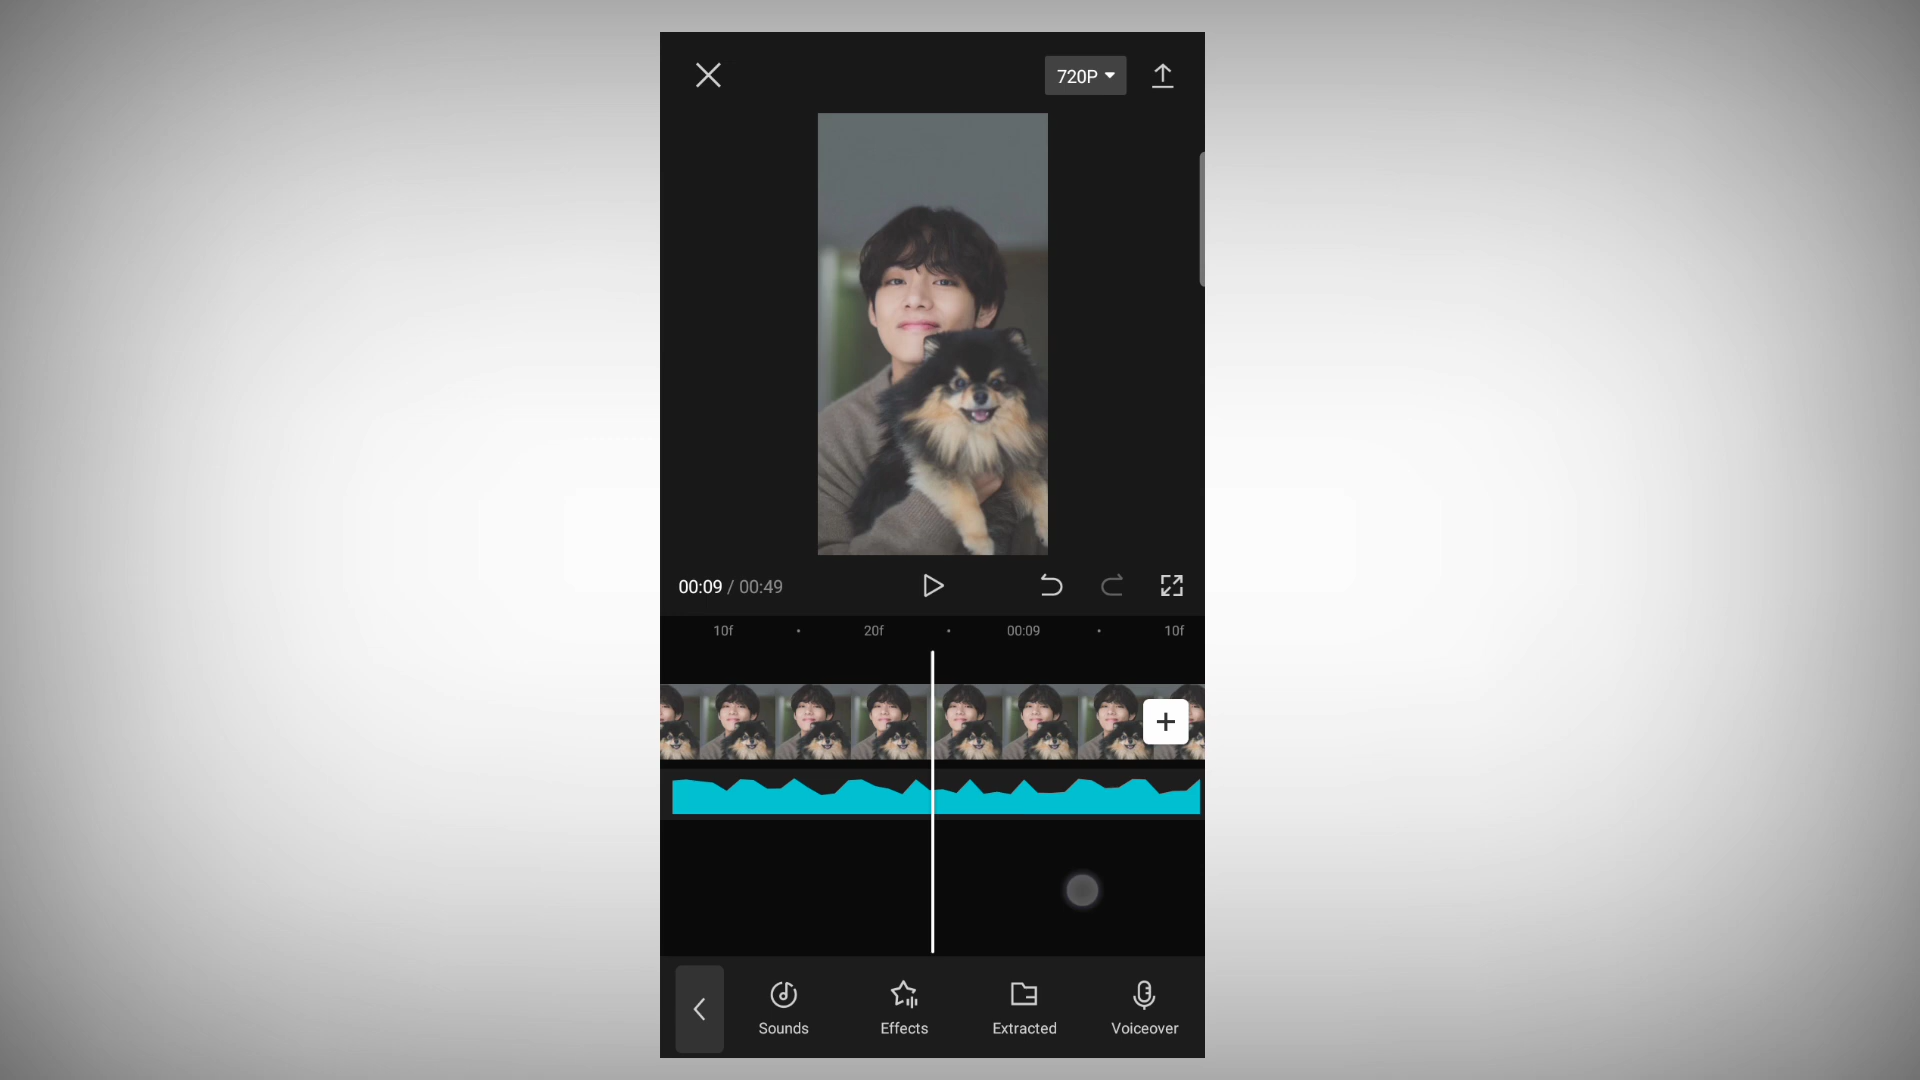 720P
00:09 / 00:49
10f 20f 00:09 10f
Sounds Effects Extracted Voiceover